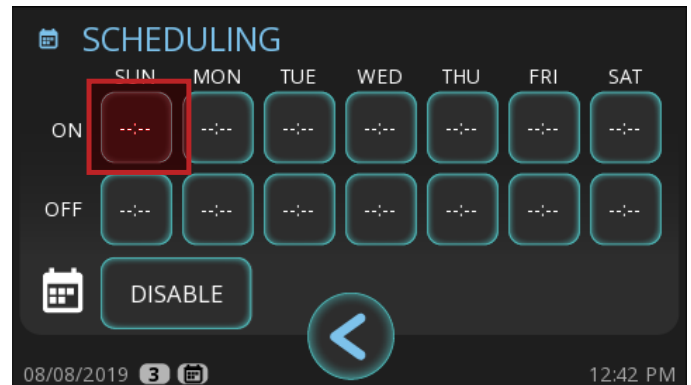 SCHEDULING
SUN MON TUE WED THU FRI SAT
ON --:-- --:-- --:-- --:-- --:-- --:-- --:--
OFF --:-- --:-- --:-- --:-- --:-- --:-- --:--
DISABLE
08/08/2019 3 12:42 PM